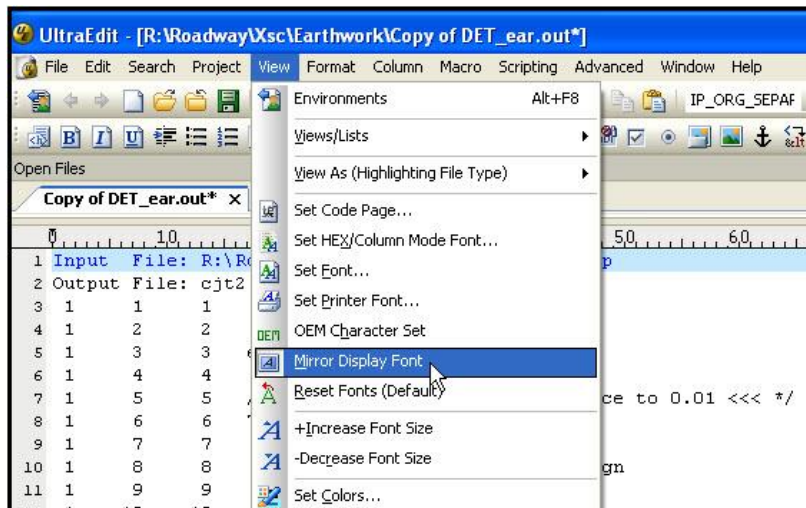 UltraEdit - [R:\Roadway\Xsc\Earthwork\Copy of DET_ear.out*]
File Edit Search Project View Format Column Macro Scripting Advanced Window Help
Environments Alt+F8
IP_ORG_SEPAR
Views/Lists
Open Files
View As (Highlighting File Type)
Copy of DET_ear.out* x
Set Code Page...
Set HEX/Column Mode Font...
Set Font...
Set Printer Font...
OEM OEM Character Set
Mirror Display Font
Reset Fonts (Default)
+Increase Font Size
-Decrease Font Size
Set Colors...
0 10 50 60
1 Input File: R:\Ro p
2 Output File: cjt2
3 1 1 1
4 1 2 2
5 1 3 3
6 1 4 4
7 1 5 5 / ce to 0.01 <<< */
8 1 6 6
9 1 7 7
10 1 8 8 gn
11 1 9 9